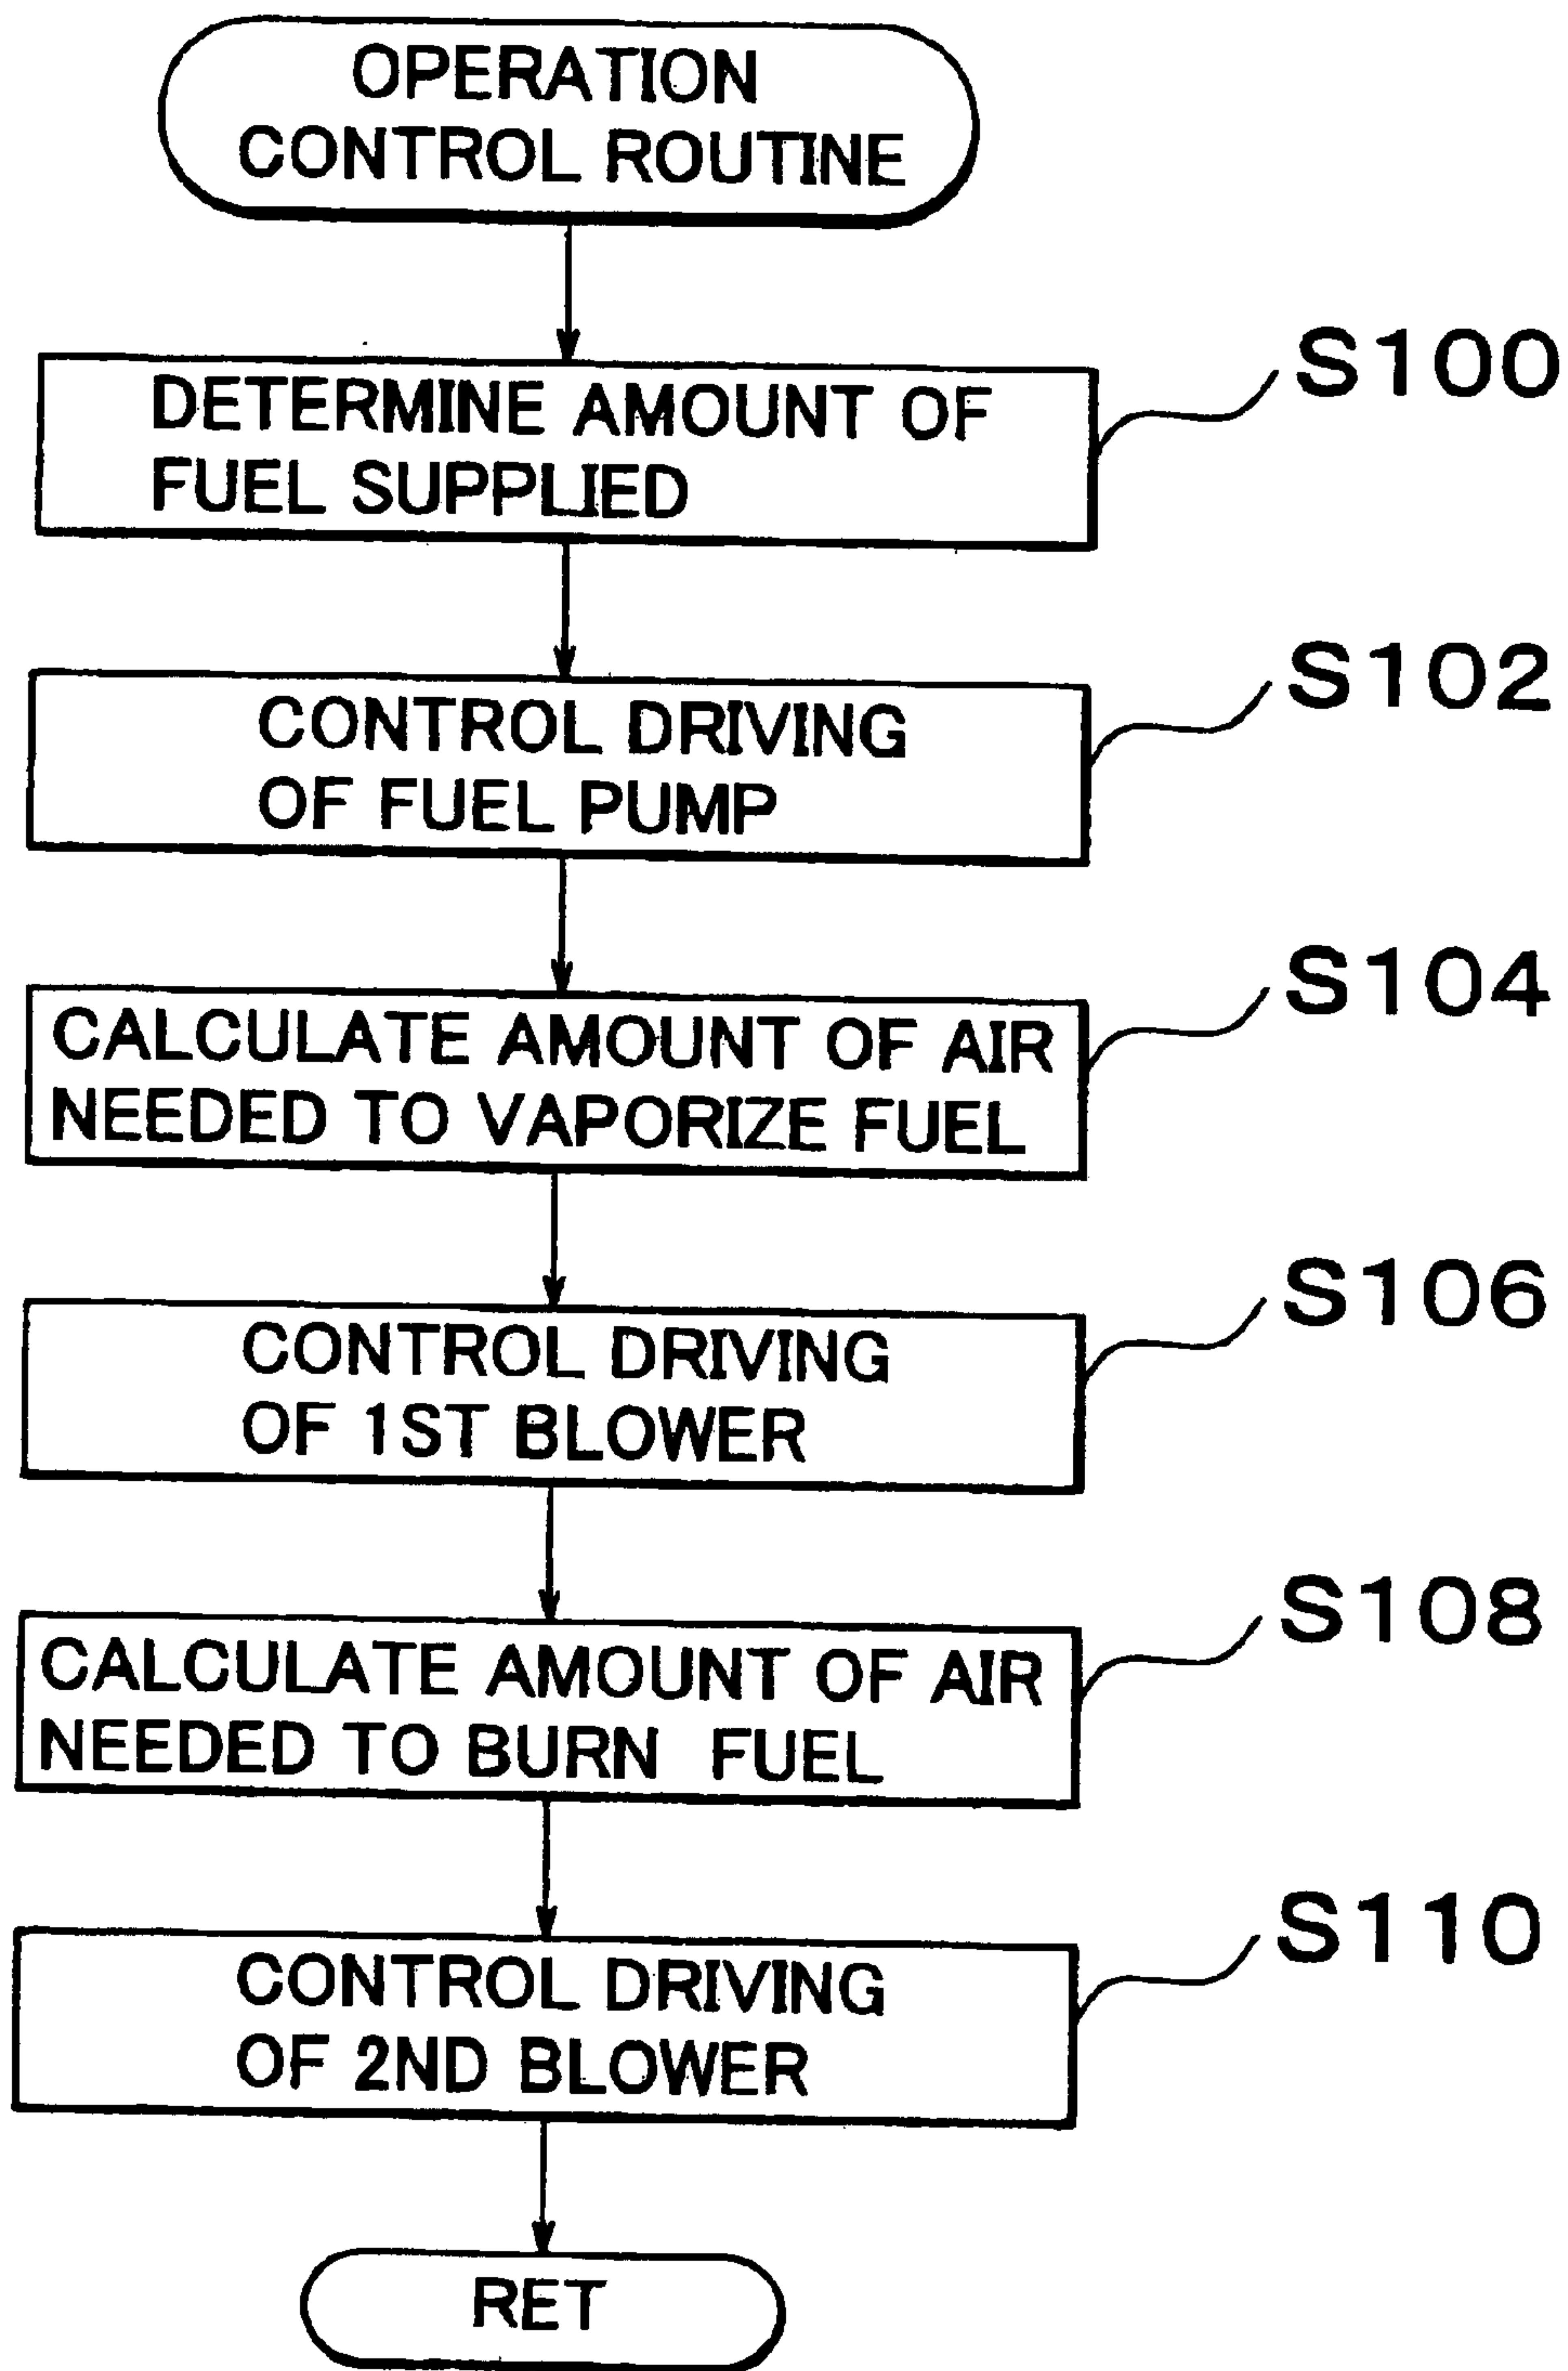 OPERATION
CONTROL ROUTINE
S100
DETERMINE AMOUNT OF
FUEL SUPPLIED
S102
CONTROL DRIVING
OF FUEL PUMP
S104
CALCULATE AMOUNT OF AIR
NEEDED TO VAPORIZE FUEL
S106
CONTROL DRIVING
OF 1ST BLOWER
S108
CALCULATE AMOUNT OF AIR
NEEDED TO BURN FUEL
S110
CONTROL DRIVING
OF 2ND BLOWER
RET